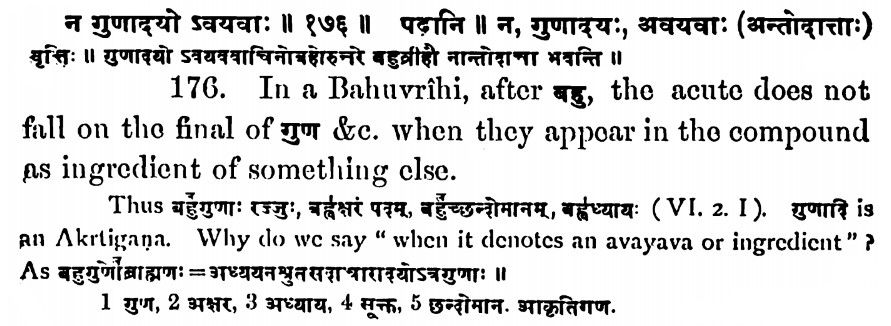 न गुणादयो ऽवयवाः ॥ १७६ ॥ पदानि ॥ न, गुणादयः, अवयवाः (अन्तोदात्ताः)
वृत्तिः ॥ गुणादयो ऽवयववाचिनो बहोरुत्तरे बहुव्रीहौ नान्तोदात्ता भवन्ति ॥
176. In a Bahuvrîhi, after बहु, the acute does not
fall on the final of गुण &c. when they appear in the compound
as ingredient of something else.
Thus बहु॑गुणाः रज्जुः, बह्व॑क्षरं पदम्, बहु॑च्छन्दोमानम्, बह्व॑ध्यायः (VI. 2. I). गुणादि is
an Akrtigaṇa. Why do we say "when it denotes an avayava or ingredient"?
As बहुगुणो॑ब्राह्मणः = अध्ययनश्रुतसदाचारादयोऽत्रगुणाः ॥
1 गुण, 2 अक्षर, 3 अध्याय, 4 सूक्त, 5 छन्दोमान. आकृतिगण.